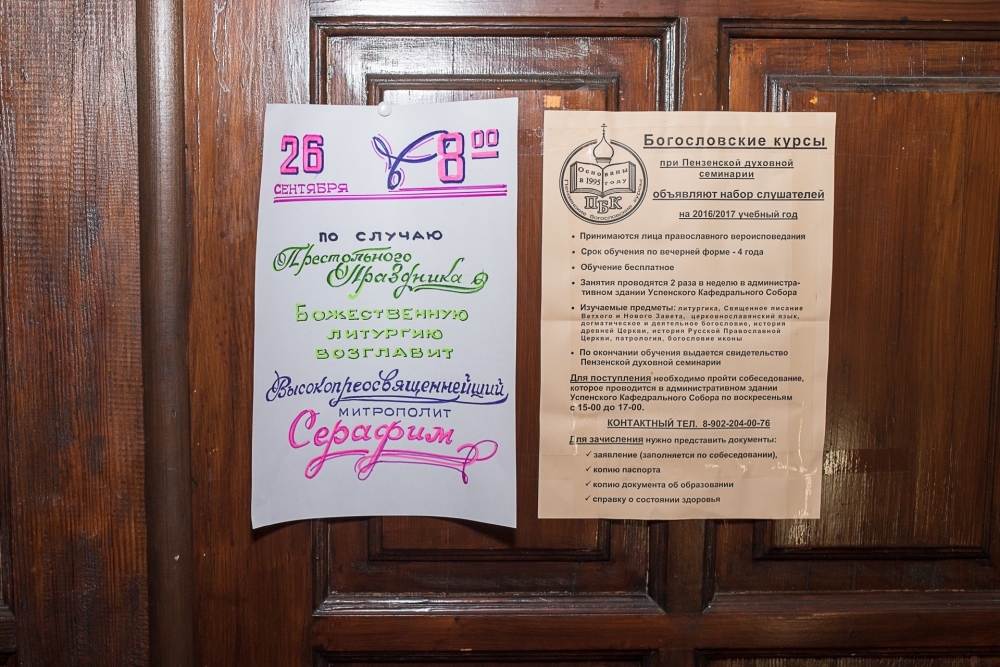 26
СЕНТЯБРЯ
в 8 00
ПО СЛУЧАЮ
Престольного
Праздника
БОЖЕСТВЕННУЮ
ЛИТУРГИЮ
ВОЗГЛАВИТ
Высокопреосвященнейший
МИТРОПОЛИТ
Серафим
Основаны
в 1995 году
ПБК
Богословские курсы
при Пензенской духовной
семинарии
объявляют набор слушателей
на 2016/2017 учебный год
• Принимаются лица православного вероисповедания
• Срок обучения по вечерней форме - 4 года
• Обучение бесплатное
• Занятия проводятся 2 раза в неделю в администра-
тивном здании Успенского Кафедрального Собора
• Изучаемые предметы: литургика, Священное писание
Ветхого и Нового Завета, церковнославянский язык,
догматическое и деятельное богословие, история
древней Церкви, история Русской Православной
Церкви, патрология, богословие иконы
• По окончании обучения выдается свидетельство
Пензенской духовной семинарии
Для поступления необходимо пройти собеседование,
которое проводится в административном здании
Успенского Кафедрального Собора по воскресеньям
с 15-00 до 17-00.
КОНТАКТНЫЙ ТЕЛ. 8-902-204-00-76
Для зачисления нужно представить документы:
✓ заявление (заполняется по собеседовании),
✓ копию паспорта
✓ копию документа об образовании
✓ справку о состоянии здоровья